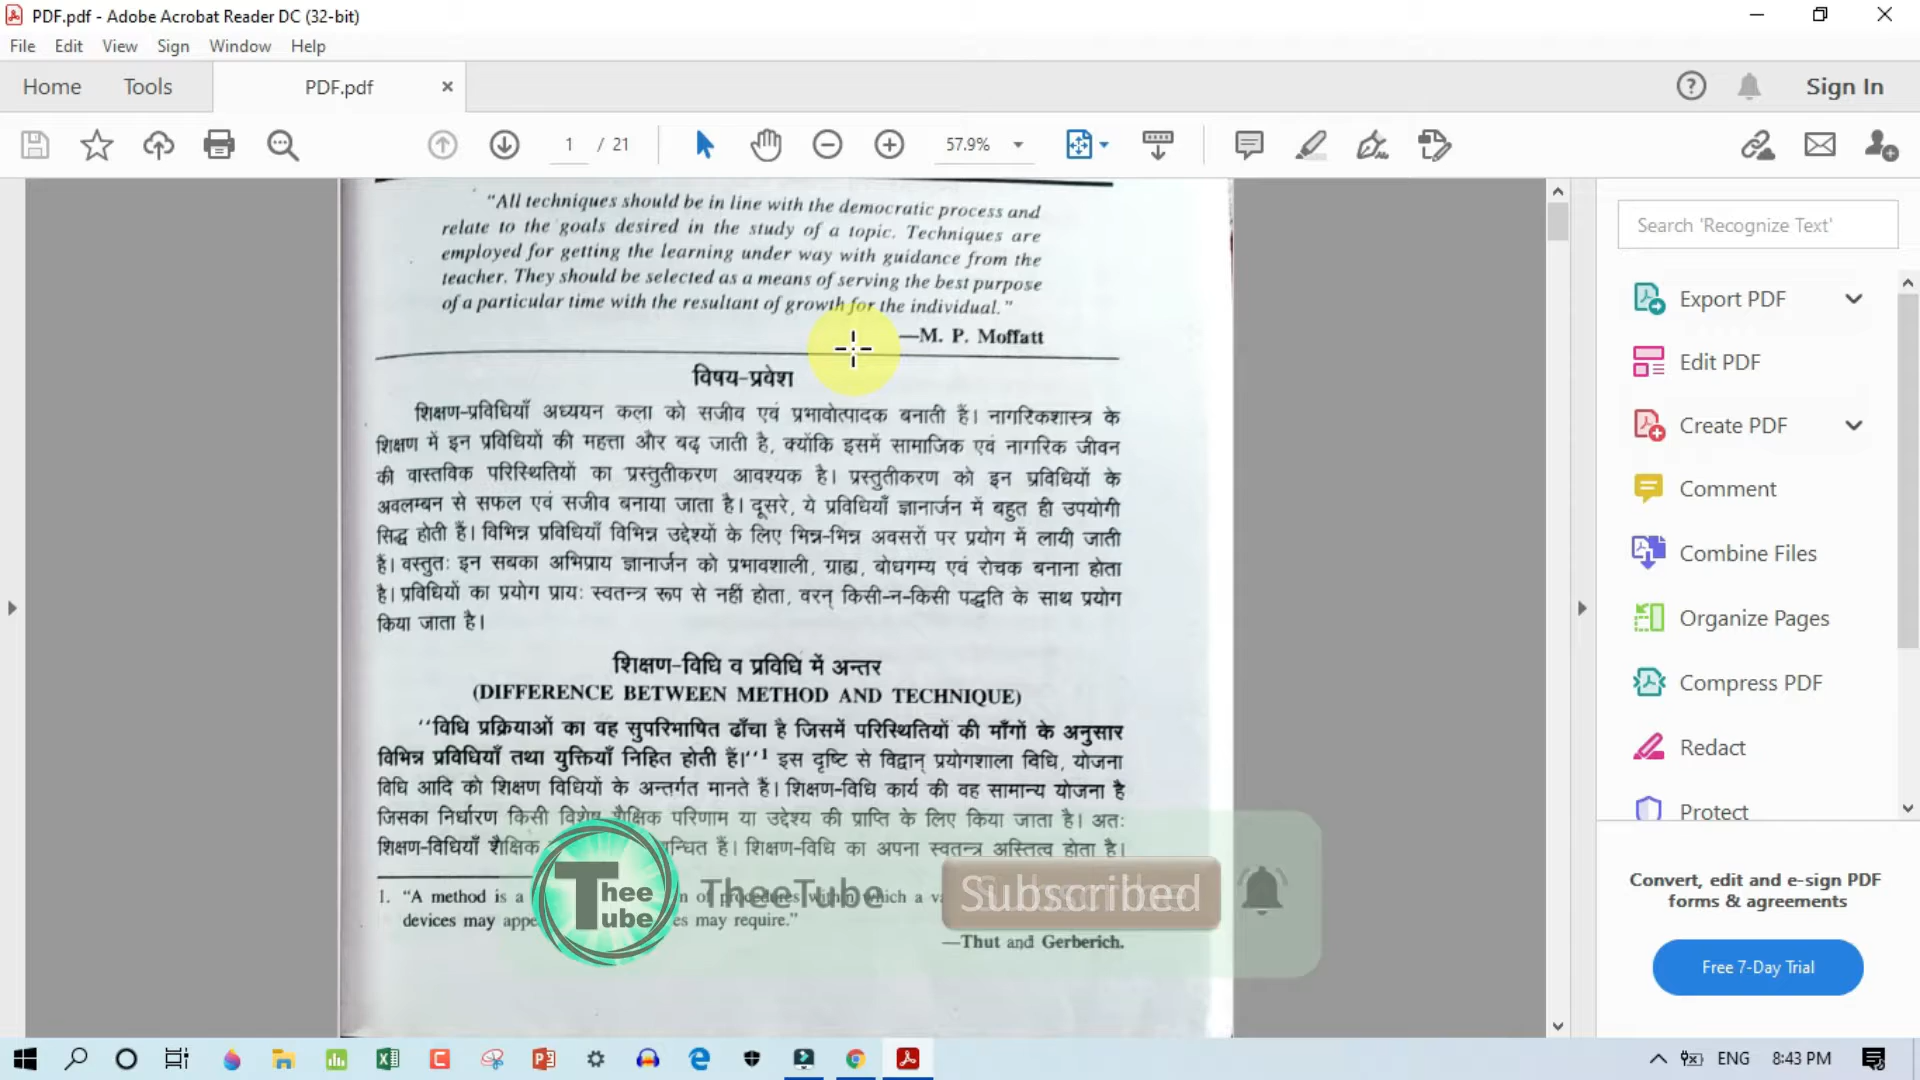 PDF.pdf - Adobe Acrobat Reader DC (32-bit)
File Edit View Sign Window Help
Home Tools PDF.pdf Sign In
1 / 21 57.9%
"All techniques should be in line with the democratic process and
relate to the goals desired in the study of a topic. Techniques are
employed for getting the learning under way with guidance from the
teacher. They should be selected as a means of serving the best purpose
of a particular time with the resultant of growth for the individual."
—M. P. Moffatt
विषय-प्रवेश
शिक्षण-प्रविधियाँ अध्ययन कला को सजीव एवं प्रभावोत्पादक बनाती हैं। नागरिकशास्त्र के
शिक्षण में इन प्रविधियों की महत्ता और बढ़ जाती है, क्योंकि इसमें सामाजिक एवं नागरिक जीवन
की वास्तविक परिस्थितियों का प्रस्तुतीकरण आवश्यक है। प्रस्तुतीकरण को इन प्रविधियों के
अवलम्बन से सफल एवं सजीव बनाया जाता है। दूसरे, ये प्रविधियाँ ज्ञानार्जन में बहुत ही उपयोगी
सिद्ध होती हैं। विभिन्न प्रविधियाँ विभिन्न उद्देश्यों के लिए भिन्न-भिन्न अवसरों पर प्रयोग में लायी जाती
हैं। वस्तुतः इन सबका अभिप्राय ज्ञानार्जन को प्रभावशाली, ग्राह्य, बोधगम्य एवं रोचक बनाना होता
है। प्रविधियों का प्रयोग प्रायः स्वतन्त्र रूप से नहीं होता, वरन् किसी-न-किसी पद्धति के साथ प्रयोग
किया जाता है।
शिक्षण-विधि व प्रविधि में अन्तर
(DIFFERENCE BETWEEN METHOD AND TECHNIQUE)
''विधि प्रक्रियाओं का वह सुपरिभाषित ढाँचा है जिसमें परिस्थितियों की माँगों के अनुसार
विभिन्न प्रविधियाँ तथा युक्तियाँ निहित होती हैं।''1 इस दृष्टि से विद्वान् प्रयोगशाला विधि, योजना
विधि आदि को शिक्षण विधियों के अन्तर्गत मानते हैं। शिक्षण-विधि कार्य की वह सामान्य योजना है
जिसका निर्धारण किसी विशेष शैक्षिक परिणाम या उद्देश्य की प्राप्ति के लिए किया जाता है। अतः
शिक्षण-विधियाँ शैक्षिक न्धित हैं। शिक्षण-विधि का अपना स्वतन्त्र अस्तित्व होता है।
1. "A method is a n of procedures within which a va
devices may appe es may require."
—Thut and Gerberich.
Thee Tube
TheeTube
Subscribed
Search 'Recognize Text'
Export PDF
Edit PDF
Create PDF
Comment
Combine Files
Organize Pages
Compress PDF
Redact
Protect
Convert, edit and e-sign PDF
forms & agreements
Free 7-Day Trial
ENG 8:43 PM